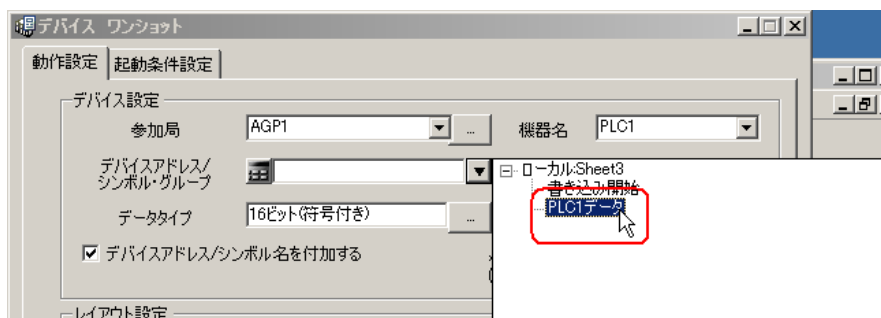 デバイス ワンショット
動作設定 起動条件設定
デバイス設定
参加局 AGP1 ... 機器名 PLC1
デバイスアドレス/
シンボル・グループ
ローカル:Sheet3
書き込み開始
PLC1データ
データタイプ 16ビット(符号付き) ...
デバイスアドレス/シンボル名を付加する
レイアウト設定